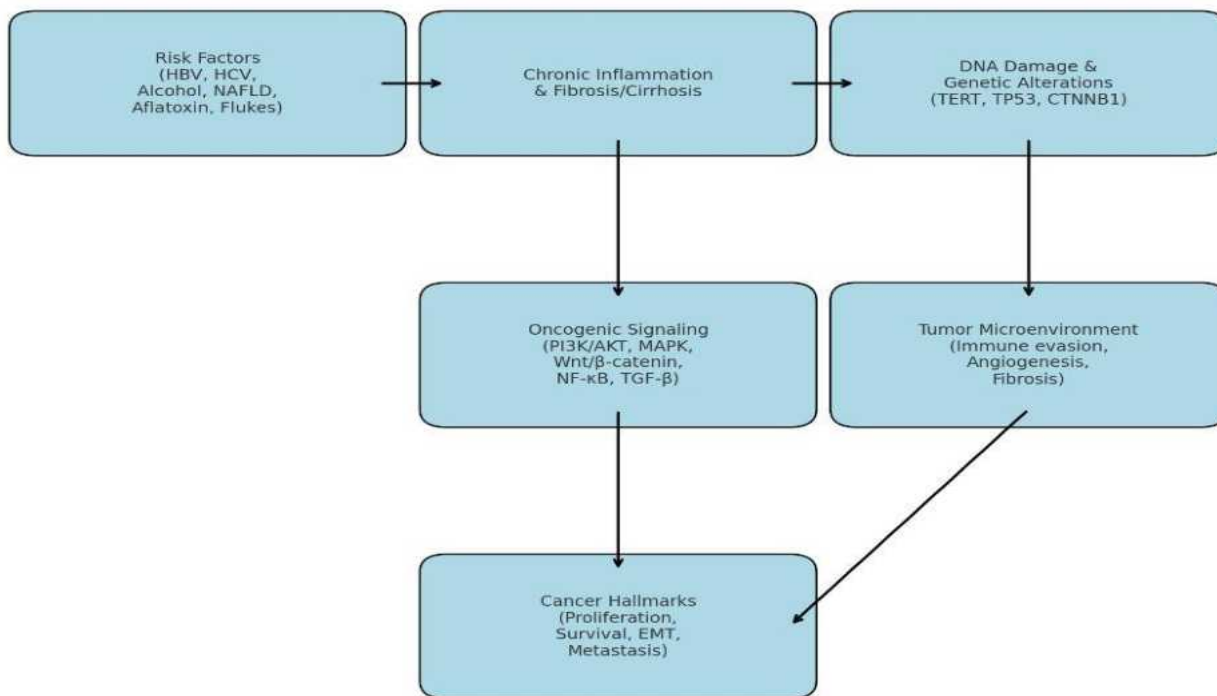 Risk Factors
(HBV, HCV,
Alcohol, NAFLD,
Aflatoxin, Flukes)
Chronic Inflammation
& Fibrosis/Cirrhosis
DNA Damage &
Genetic Alterations
(TERT, TP53, CTNNB1)
Oncogenic Signaling
(PI3K/AKT, MAPK,
Wnt/β-catenin,
NF-κB, TGF-β)
Tumor Microenvironment
(Immune evasion,
Angiogenesis,
Fibrosis)
Cancer Hallmarks
(Proliferation,
Survival, EMT,
Metastasis)